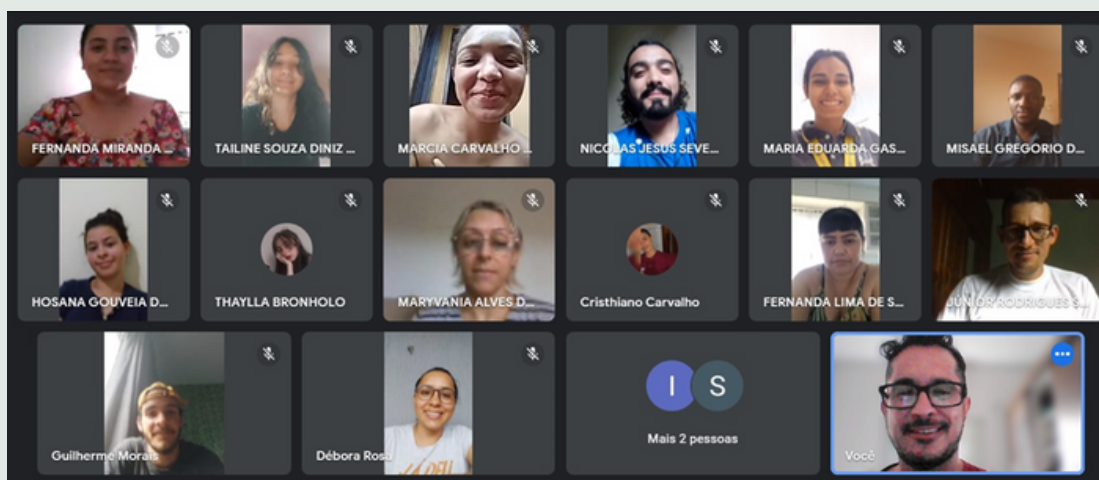 FERNANDA MIRANDA ...
TAILINE SOUZA DINIZ ...
MARCIA CARVALHO ...
NICOLAS JESUS SEVE...
MARIA EDUARDA GAS...
MISAEL GREGORIO D...
HOSANA GOUVEIA D...
THAYLLA BRONHOLO
MARYVANIA ALVES D...
Cristhiano Carvalho
FERNANDA LIMA DE S...
JÚNIOR RODRIGUES S...
Guilherme Morais
Débora Rosa
I
S
Mais 2 pessoas
Você